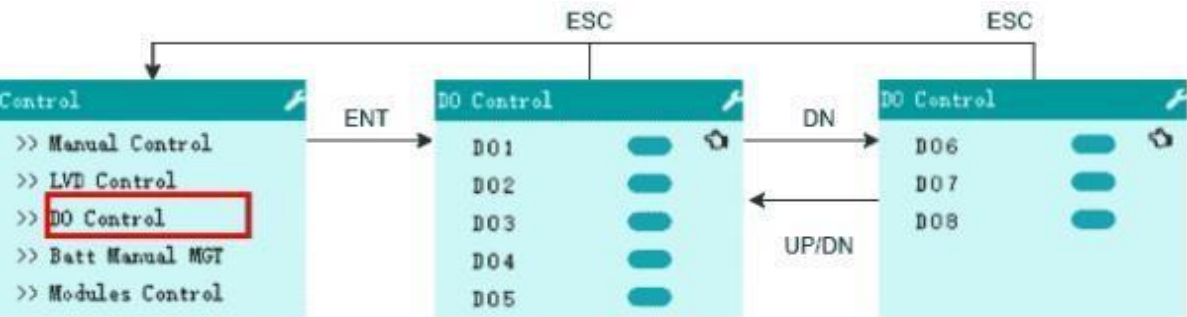 ESC
ESC
Control
>> Manual Control
>> LVD Control
>> DO Control
>> Batt Manual MGT
>> Modules Control
ENT
DO Control
DO1
DO2
DO3
DO4
DO5
DN
UP/DN
DO Control
DO6
DO7
DO8